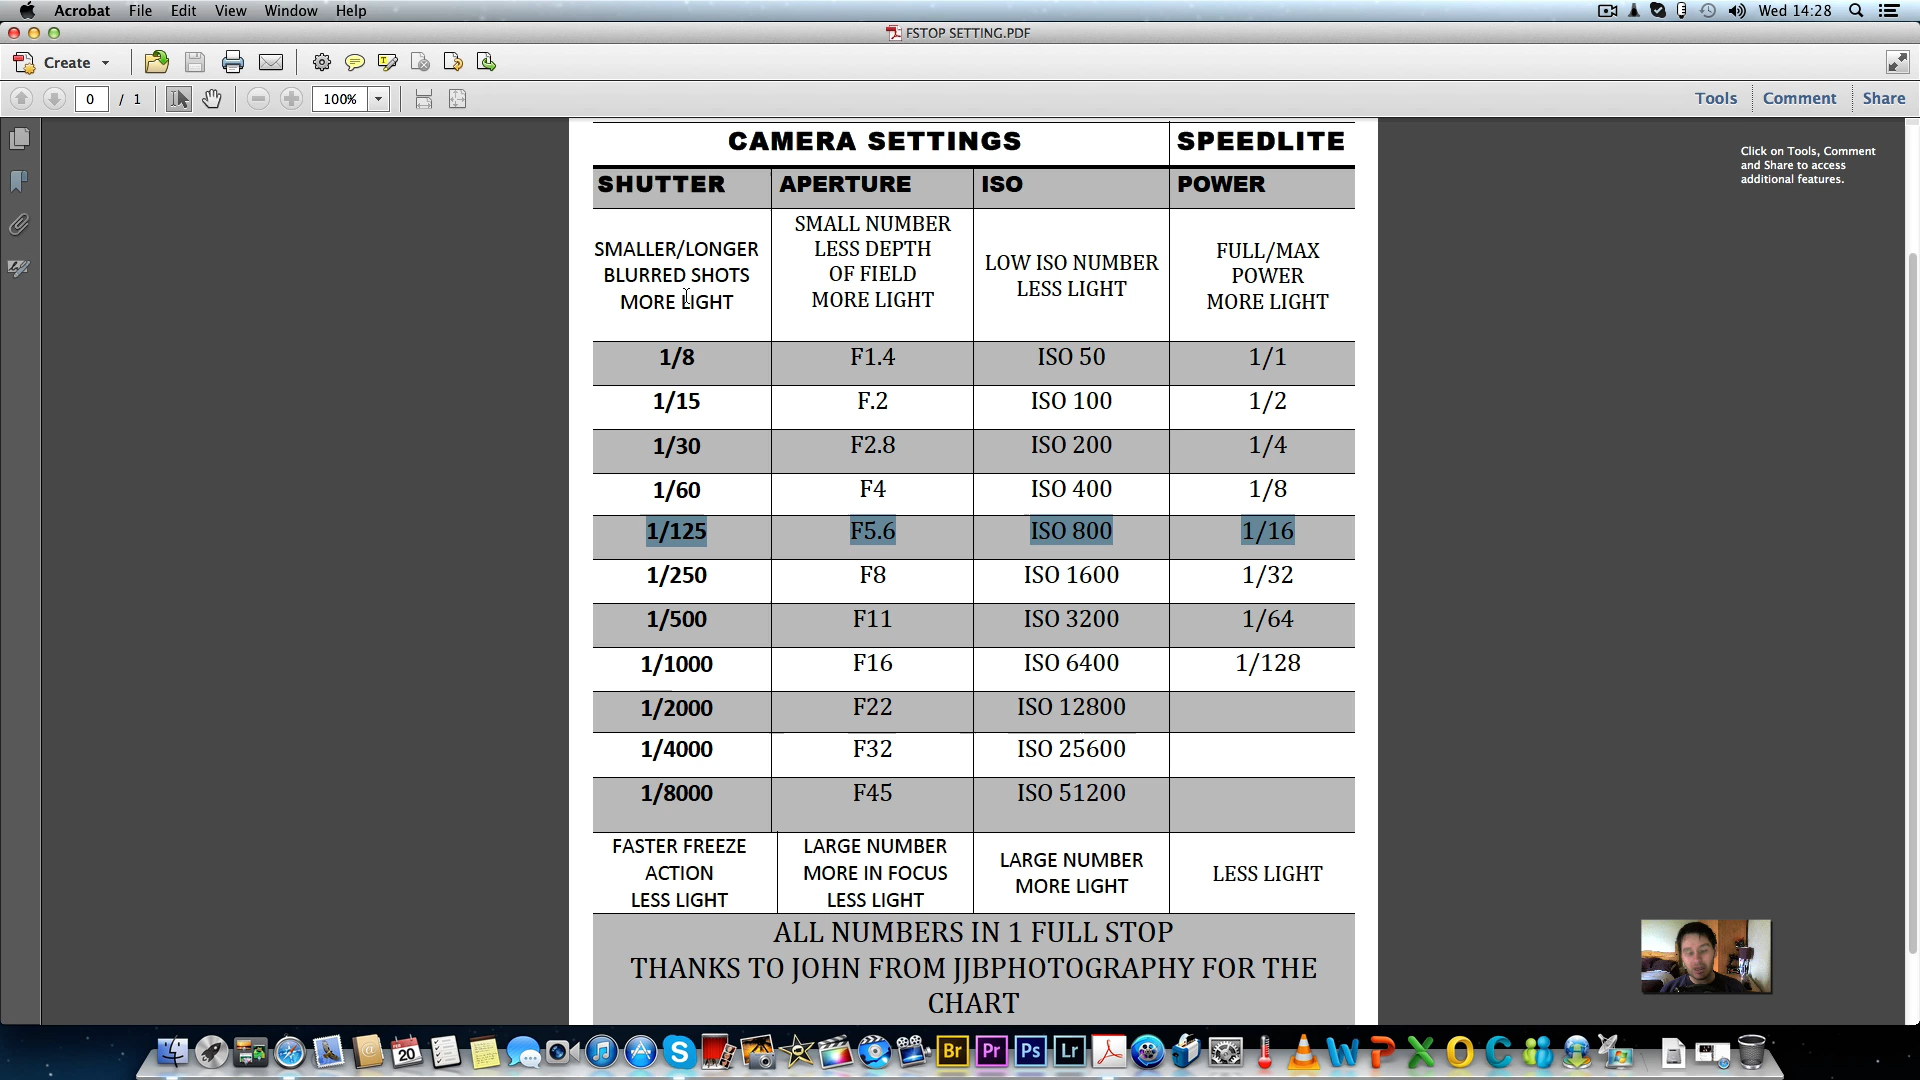 Acrobat File Edit View Window Help
Wed 14:28
FSTOP SETTING.PDF
Create
0 / 1
100%
Tools Comment Share
Click on Tools, Comment
and Share to access
additional features.
CAMERA SETTINGS SPEEDLITE
SHUTTER APERTURE ISO POWER
SMALLER/LONGER
BLURRED SHOTS
MORE LIGHT
SMALL NUMBER
LESS DEPTH
OF FIELD
MORE LIGHT
LOW ISO NUMBER
LESS LIGHT
FULL/MAX
POWER
MORE LIGHT
1/8 F1.4 ISO 50 1/1
1/15 F.2 ISO 100 1/2
1/30 F2.8 ISO 200 1/4
1/60 F4 ISO 400 1/8
1/125 F5.6 ISO 800 1/16
1/250 F8 ISO 1600 1/32
1/500 F11 ISO 3200 1/64
1/1000 F16 ISO 6400 1/128
1/2000 F22 ISO 12800
1/4000 F32 ISO 25600
1/8000 F45 ISO 51200
FASTER FREEZE
ACTION
LESS LIGHT
LARGE NUMBER
MORE IN FOCUS
LESS LIGHT
LARGE NUMBER
MORE LIGHT
LESS LIGHT
ALL NUMBERS IN 1 FULL STOP
THANKS TO JOHN FROM JJBPHOTOGRAPHY FOR THE
CHART
20
Br Pr Ps Lr